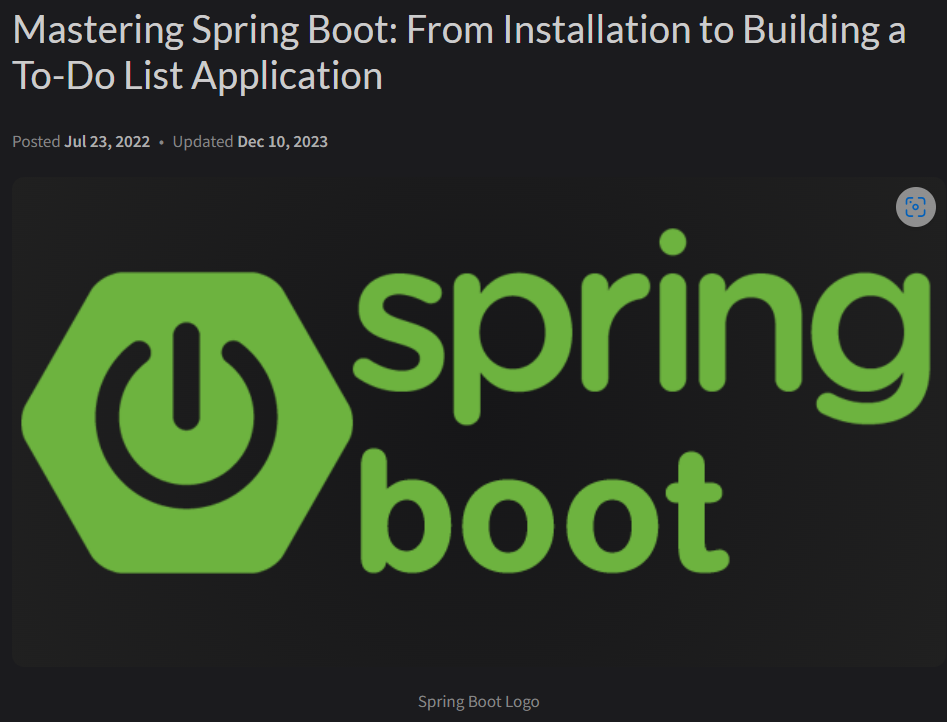 Mastering Spring Boot: From Installation to Building a
To-Do List Application
Posted Jul 23, 2022 • Updated Dec 10, 2023
spring
boot
Spring Boot Logo